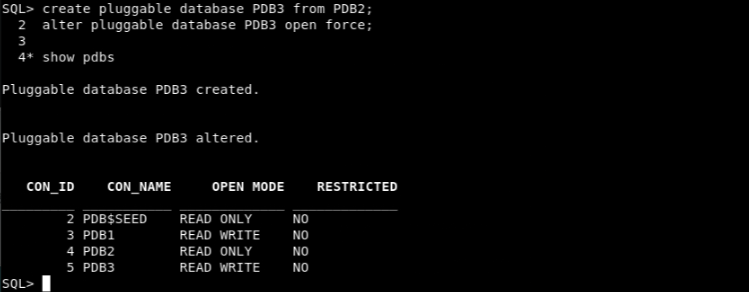 SQL> create pluggable database PDB3 from PDB2;
2 alter pluggable database PDB3 open force;
3
4* show pdbs
Pluggable database PDB3 created.
Pluggable database PDB3 altered.
CON_ID CON_NAME OPEN MODE RESTRICTED
2 PDB$SEED READ ONLY NO
3 PDB1 READ WRITE NO
4 PDB2 READ ONLY NO
5 PDB3 READ WRITE NO
SQL>